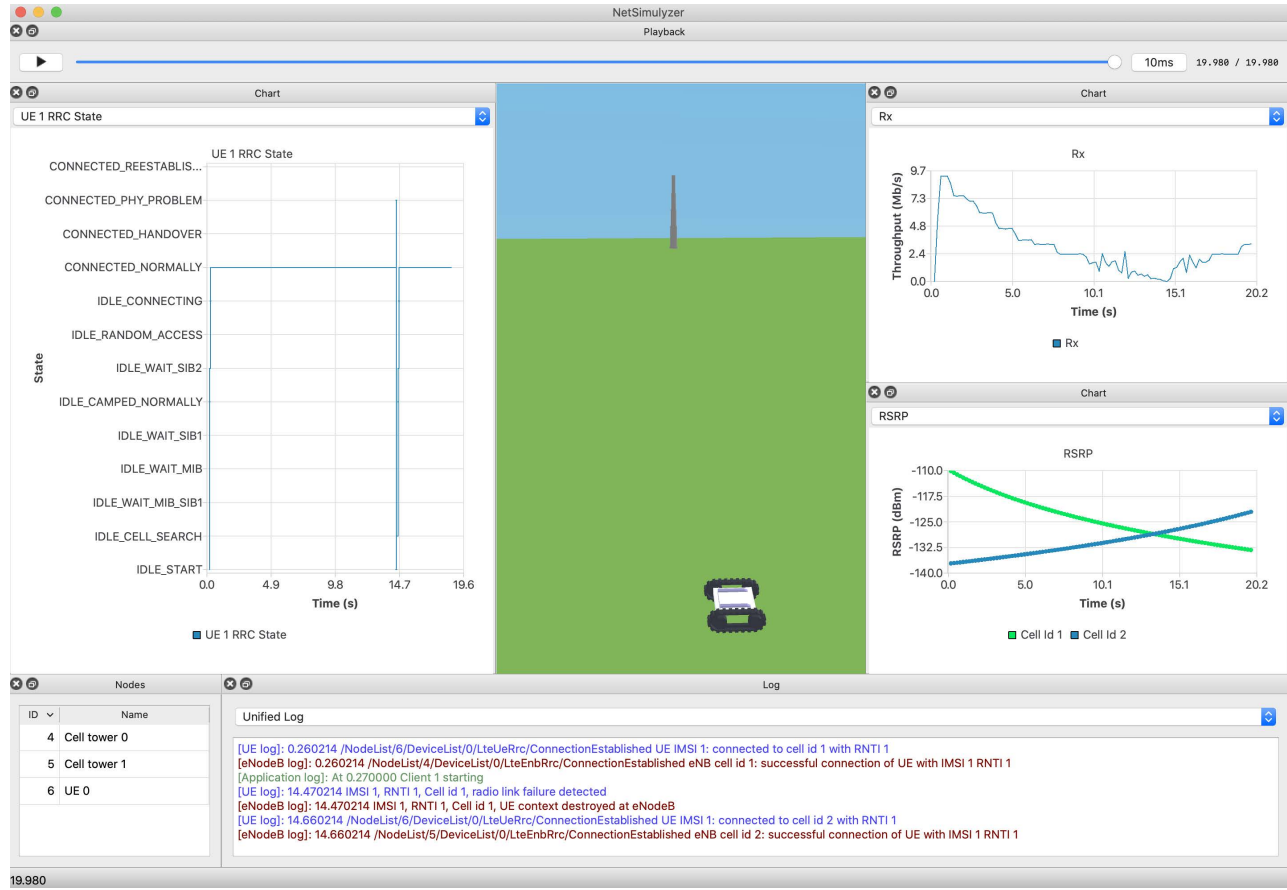 NetSimulyzer
Playback
10ms 19.980 / 19.980
Chart
UE 1 RRC State
UE 1 RRC State
State
CONNECTED_REESTABLIS...
CONNECTED_PHY_PROBLEM
CONNECTED_HANDOVER
CONNECTED_NORMALLY
IDLE_CONNECTING
IDLE_RANDOM_ACCESS
IDLE_WAIT_SIB2
IDLE_CAMPED_NORMALLY
IDLE_WAIT_SIB1
IDLE_WAIT_MIB
IDLE_WAIT_MIB_SIB1
IDLE_CELL_SEARCH
IDLE_START
0.0 4.9 9.8 14.7 19.6
Time (s)
UE 1 RRC State
Chart
Rx
Rx
Throughput (Mb/s)
9.7
7.3
4.8
2.4
0.0
0.0 5.0 10.1 15.1 20.2
Time (s)
Rx
Chart
RSRP
RSRP
RSRP (dBm)
-110.0
-117.5
-125.0
-132.5
-140.0
0.0 5.0 10.1 15.1 20.2
Time (s)
Cell Id 1 Cell Id 2
Nodes
ID Name
4 Cell tower 0
5 Cell tower 1
6 UE 0
Log
Unified Log
[UE log]: 0.260214 /NodeList/6/DeviceList/0/LteUeRrc/ConnectionEstablished UE IMSI 1: connected to cell id 1 with RNTI 1
[eNodeB log]: 0.260214 /NodeList/4/DeviceList/0/LteEnbRrc/ConnectionEstablished eNB cell id 1: successful connection of UE with IMSI 1 RNTI 1
[Application log]: At 0.270000 Client 1 starting
[UE log]: 14.470214 IMSI 1, RNTI 1, Cell id 1, radio link failure detected
[eNodeB log]: 14.470214 IMSI 1, RNTI 1, Cell id 1, UE context destroyed at eNodeB
[UE log]: 14.660214 /NodeList/6/DeviceList/0/LteUeRrc/ConnectionEstablished UE IMSI 1: connected to cell id 2 with RNTI 1
[eNodeB log]: 14.660214 /NodeList/5/DeviceList/0/LteEnbRrc/ConnectionEstablished eNB cell id 2: successful connection of UE with IMSI 1 RNTI 1
19.980